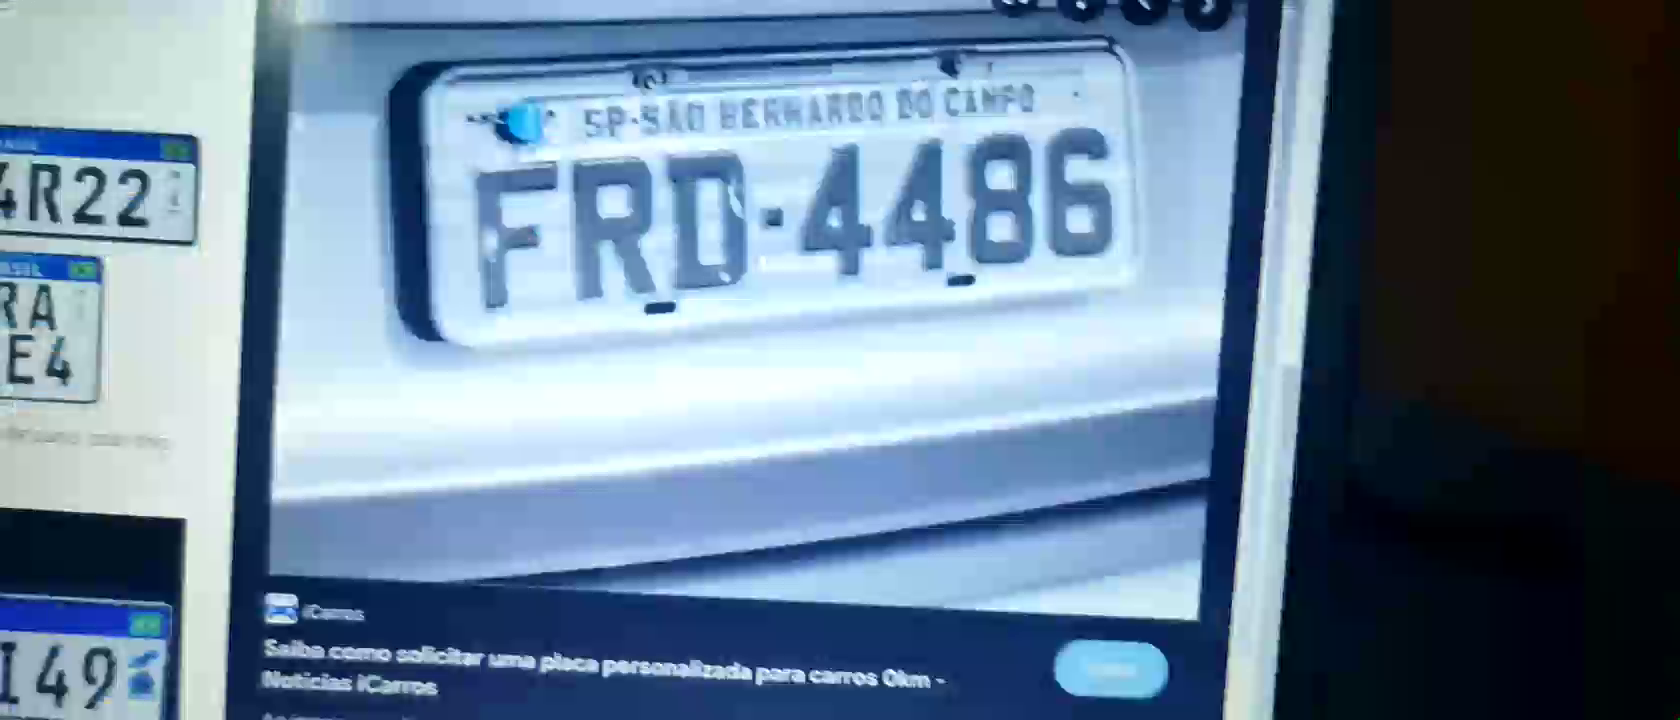 4R22
RA
E4
I49
SP-SÃO BERNARDO DO CAMPO
FRD-4486
iCarros
Saiba como solicitar uma placa personalizada para carros 0km -
Notícias iCarros